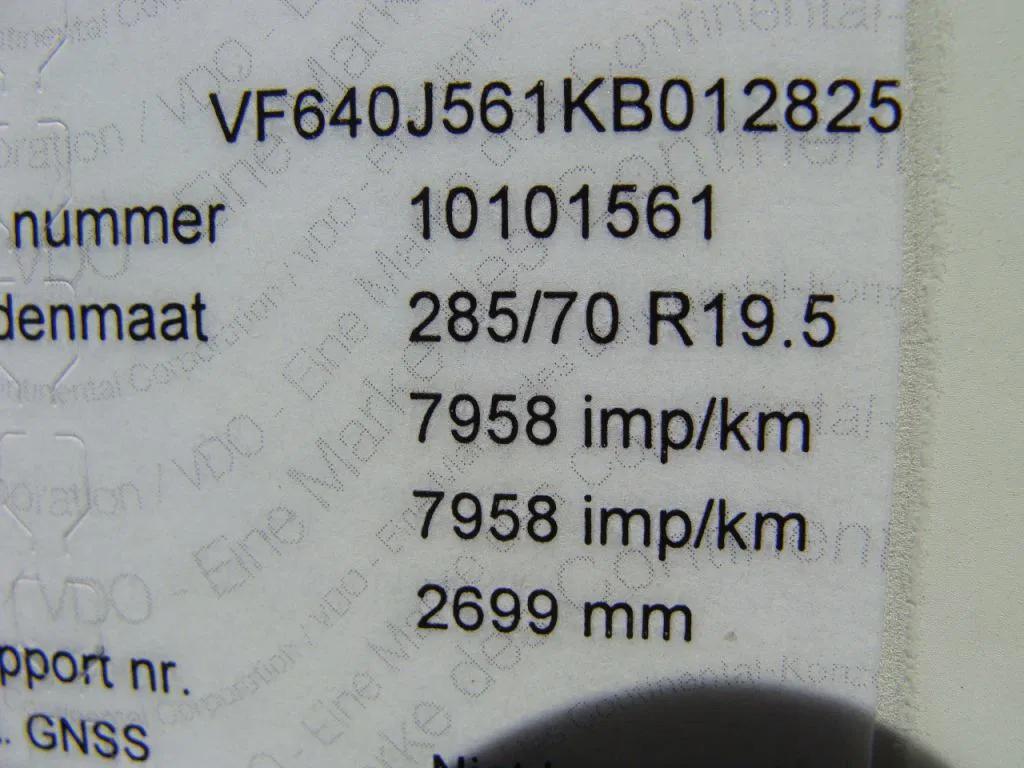 VF640J561KB012825
nummer 10101561
denmaat 285/70 R19.5
7958 imp/km
7958 imp/km
2699 mm
pport nr.
. GNSS